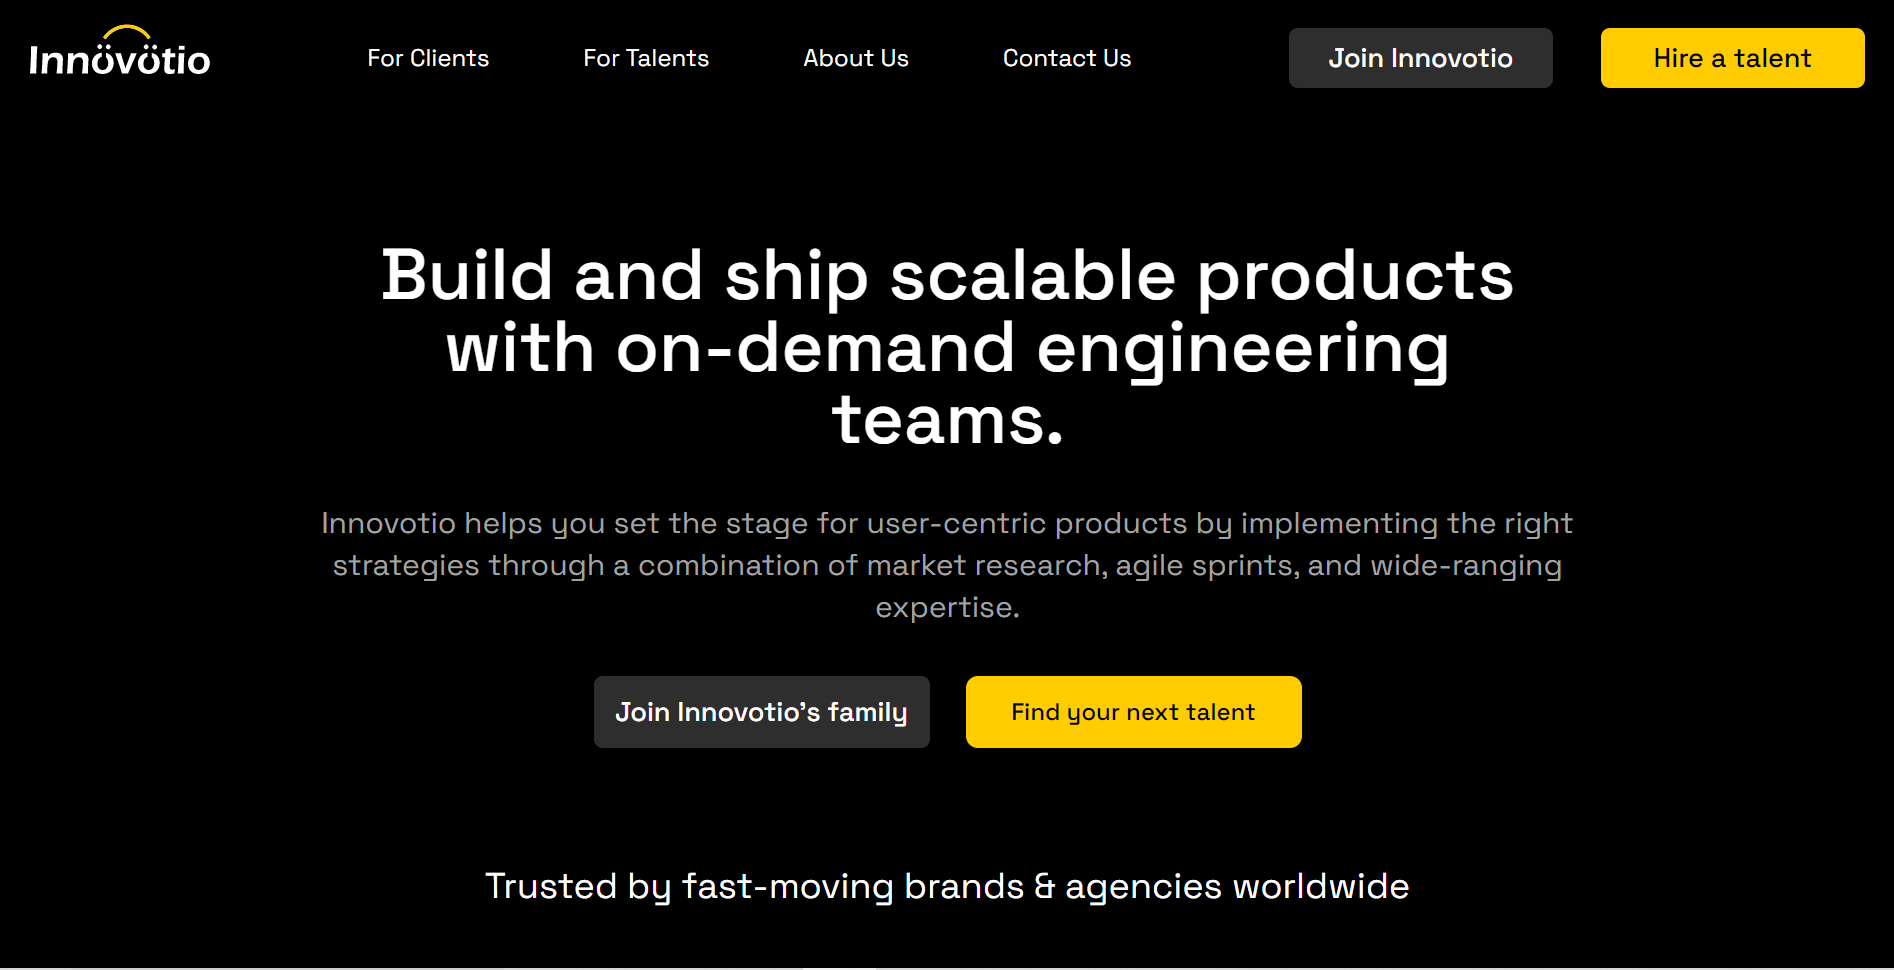 Innövötio
For Clients
For Talents
About Us
Contact Us
Join Innovotio
Hire a talent
Build and ship scalable products
with on-demand engineering
teams.
Innovotio helps you set the stage for user-centric products by implementing the right
strategies through a combination of market research, agile sprints, and wide-ranging
expertise.
Join Innovotio’s family
Find your next talent
Trusted by fast-moving brands & agencies worldwide